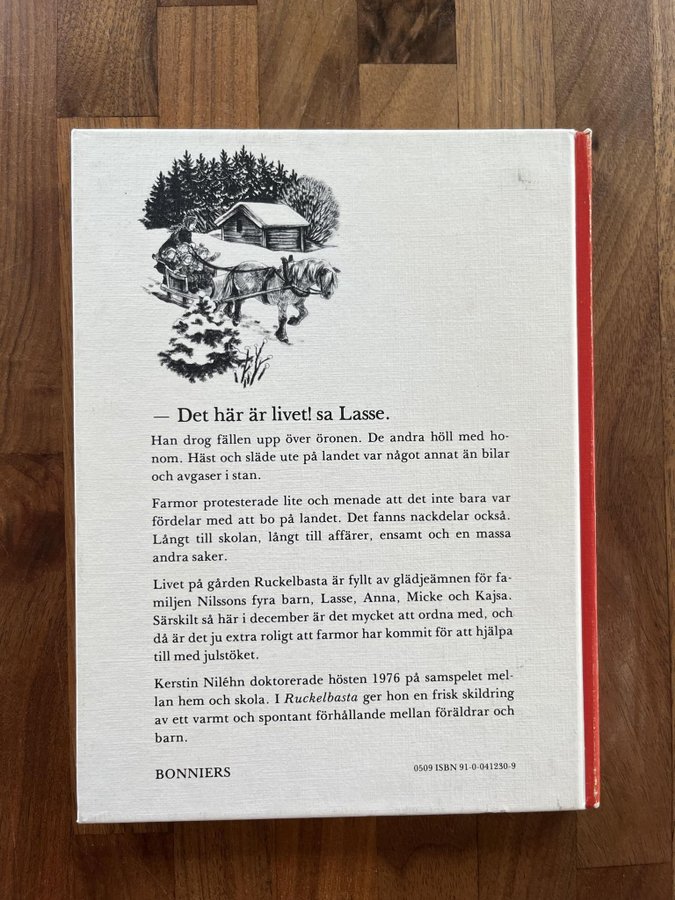 — Det här är livet! sa Lasse.
Han drog fällen upp över öronen. De andra höll med ho-
nom. Häst och släde ute på landet var något annat än bilar
och avgaser i stan.
Farmor protesterade lite och menade att det inte bara var
fördelar med att bo på landet. Det fanns nackdelar också.
Långt till skolan, långt till affärer, ensamt och en massa
andra saker.
Livet på gården Ruckelbasta är fyllt av glädjeämnen för fa-
miljen Nilssons fyra barn, Lasse, Anna, Micke och Kajsa.
Särskilt så här i december är det mycket att ordna med, och
då är det ju extra roligt att farmor har kommit för att hjälpa
till med julstöket.
Kerstin Niléhn doktorerade hösten 1976 på samspelet mel-
lan hem och skola. I Ruckelbasta ger hon en frisk skildring
av ett varmt och spontant förhållande mellan föräldrar och
barn.
BONNIERS
0509 ISBN 91-0-041230-9